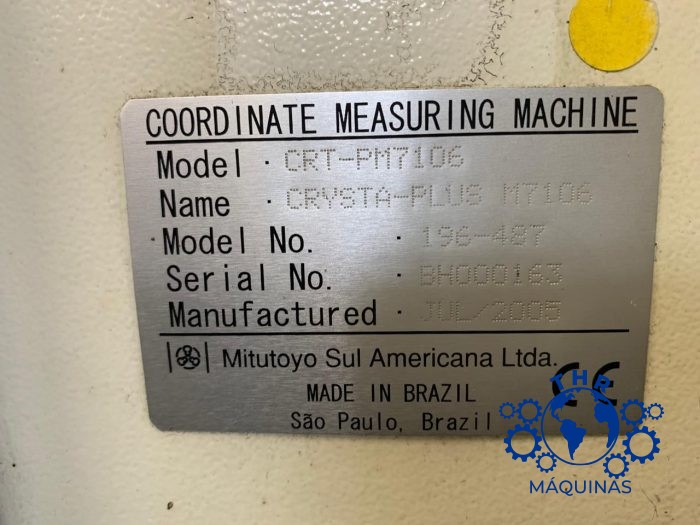 COORDINATE MEASURING MACHINE
Model · CRT-PM7106
Name · CRYSTA-PLUS M7106
Model No. · 196-487
Serial No. · BH000163
Manufactured · JUL/2005
Mitutoyo Sul Americana Ltda.
MADE IN BRAZIL
São Paulo, Brazil
CE
THR
MÁQUINAS